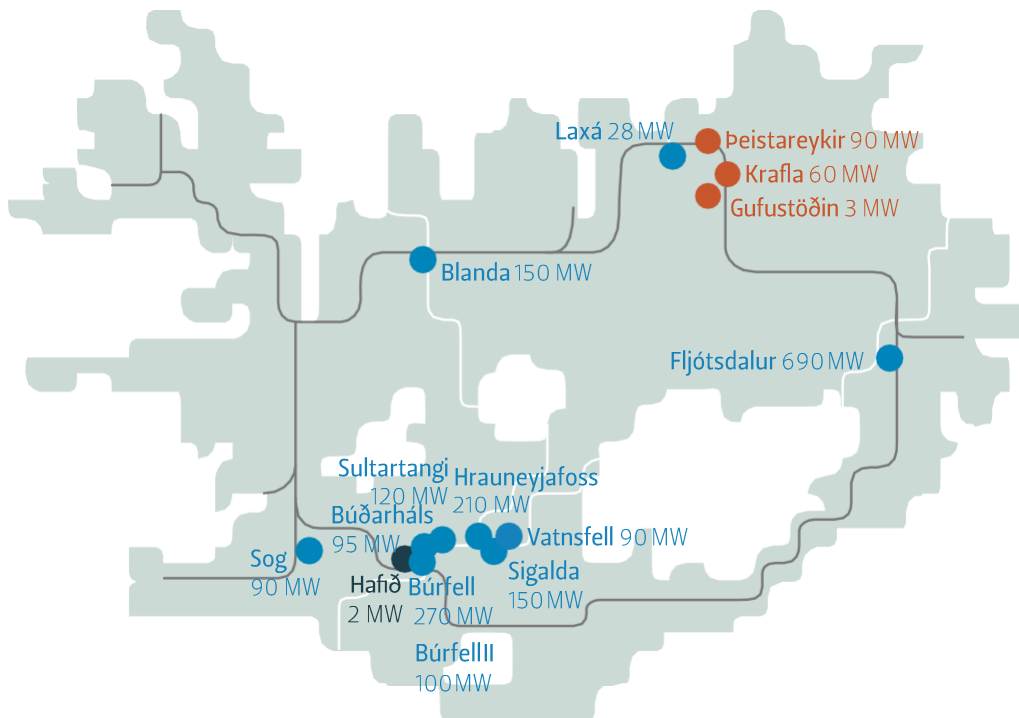 Laxá 28 MW
Þeistareykir 90 MW
Krafla 60 MW
Gufustöðin 3 MW
Blanda 150 MW
Fljótsdalur 690 MW
Sultartangi
120 MW
Hrauneyjafoss
210 MW
Búðarháls
95 MW
Vatnsfell 90 MW
Sog
90 MW
Sigalda
150 MW
Hafið
2 MW
Búrfell
270 MW
Búrfell II
100 MW